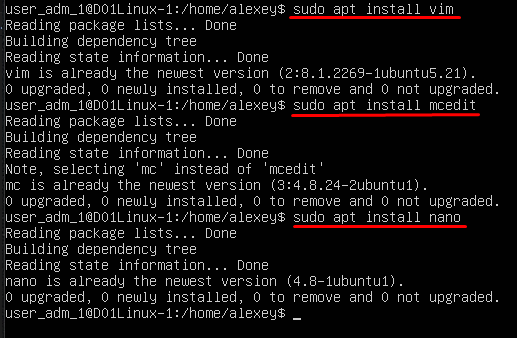 user_adm_1@D01Linux-1:/home/alexey$ sudo apt install vim
Reading package lists... Done
Building dependency tree
Reading state information... Done
vim is already the newest version (2:8.1.2269-1ubuntu5.21).
0 upgraded, 0 newly installed, 0 to remove and 0 not upgraded.
user_adm_1@D01Linux-1:/home/alexey$ sudo apt install mcedit
Reading package lists... Done
Building dependency tree
Reading state information... Done
Note, selecting 'mc' instead of 'mcedit'
mc is already the newest version (3:4.8.24-2ubuntu1).
0 upgraded, 0 newly installed, 0 to remove and 0 not upgraded.
user_adm_1@D01Linux-1:/home/alexey$ sudo apt install nano
Reading package lists... Done
Building dependency tree
Reading state information... Done
nano is already the newest version (4.8-1ubuntu1).
0 upgraded, 0 newly installed, 0 to remove and 0 not upgraded.
user_adm_1@D01Linux-1:/home/alexey$ _